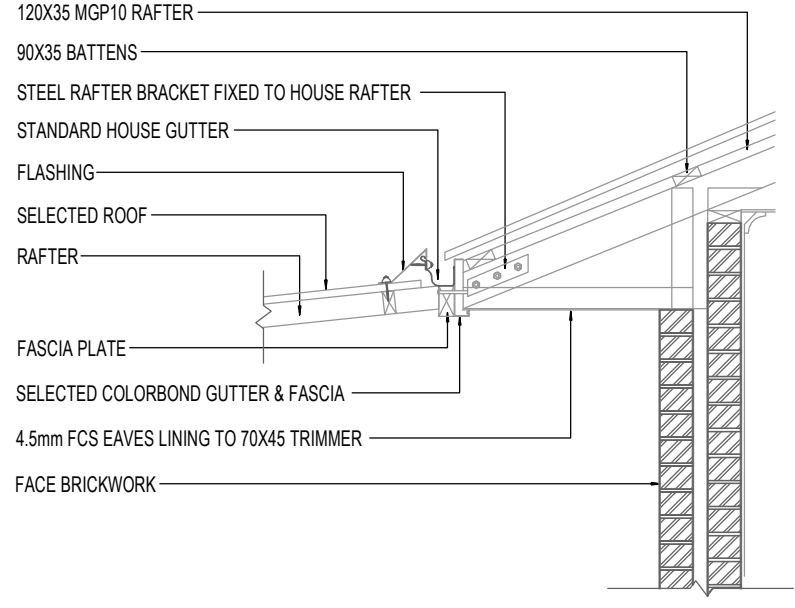 120X35 MGP10 RAFTER
90X35 BATTENS
STEEL RAFTER BRACKET FIXED TO HOUSE RAFTER
STANDARD HOUSE GUTTER
FLASHING
SELECTED ROOF
RAFTER
FASCIA PLATE
SELECTED COLORBOND GUTTER & FASCIA
4.5mm FCS EAVES LINING TO 70X45 TRIMMER
FACE BRICKWORK